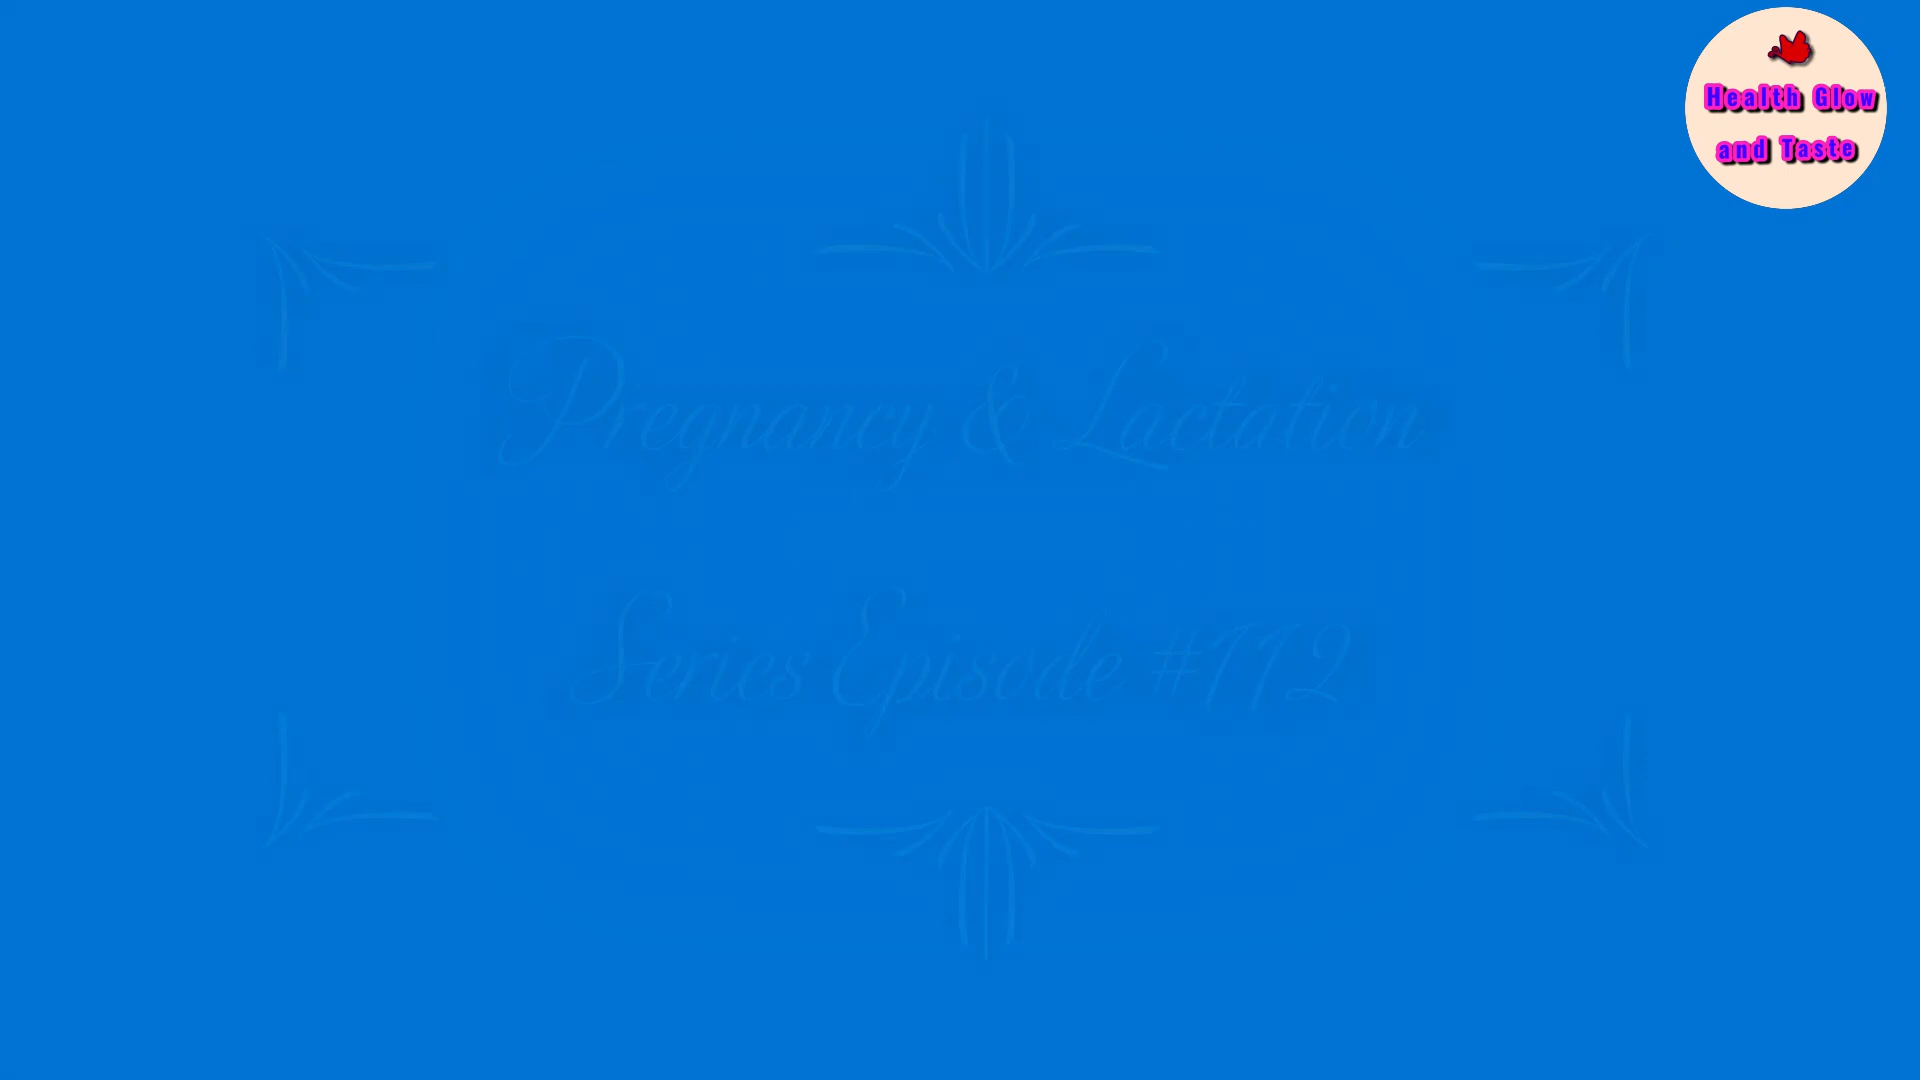 Health Glow
and Taste
Pregnancy & Lactation
Series Episode #112